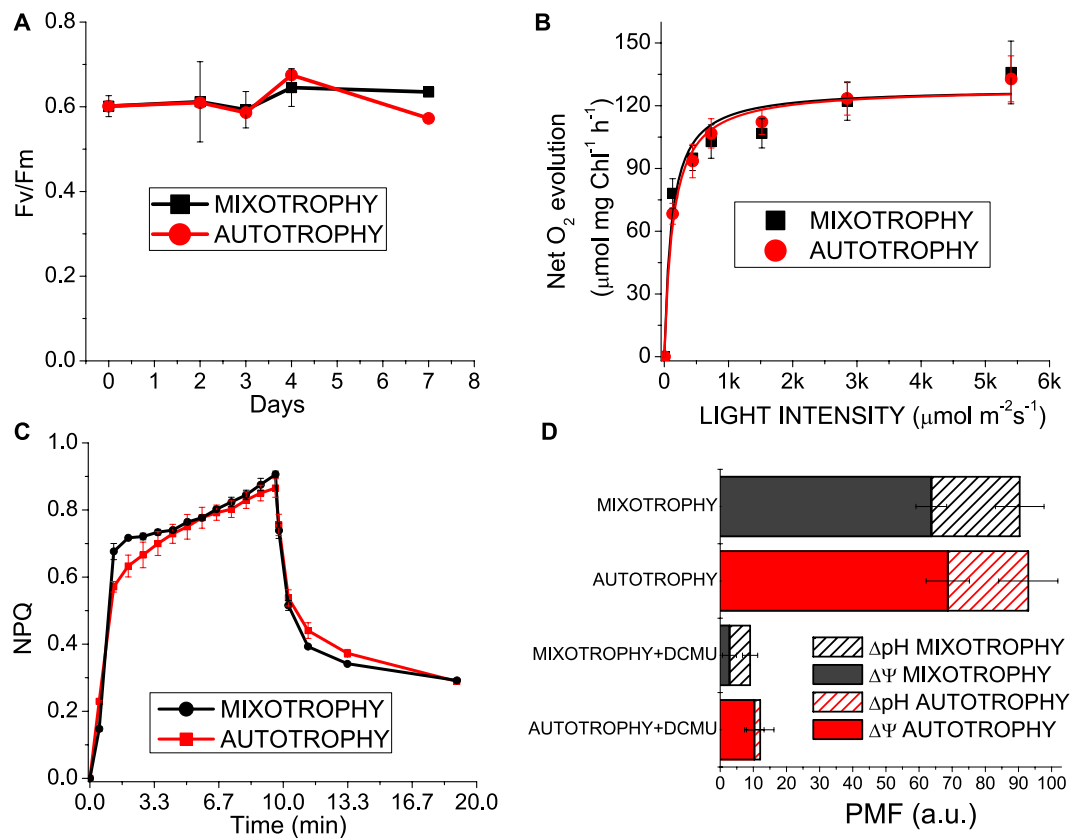 A
0.8
0.6
0.4
0.2
0.0
Fv/Fm
MIXOTROPHY
AUTOTROPHY
0 1 2 3 4 5 6 7 8
Days
B
150
120
90
60
30
0
Net O₂ evolution
(μmol mg Chl⁻¹ h⁻¹)
MIXOTROPHY
AUTOTROPHY
0 1k 2k 3k 4k 5k 6k
LIGHT INTENSITY (μmol m⁻²s⁻¹)
C
1.0
0.8
0.6
0.4
0.2
0.0
NPQ
MIXOTROPHY
AUTOTROPHY
0.0 3.3 6.7 10.0 13.3 16.7 20.0
Time (min)
D
MIXOTROPHY
AUTOTROPHY
MIXOTROPHY+DCMU
AUTOTROPHY+DCMU
ΔpH MIXOTROPHY
ΔΨ MIXOTROPHY
ΔpH AUTOTROPHY
ΔΨ AUTOTROPHY
0 10 20 30 40 50 60 70 80 90 100
PMF (a.u.)